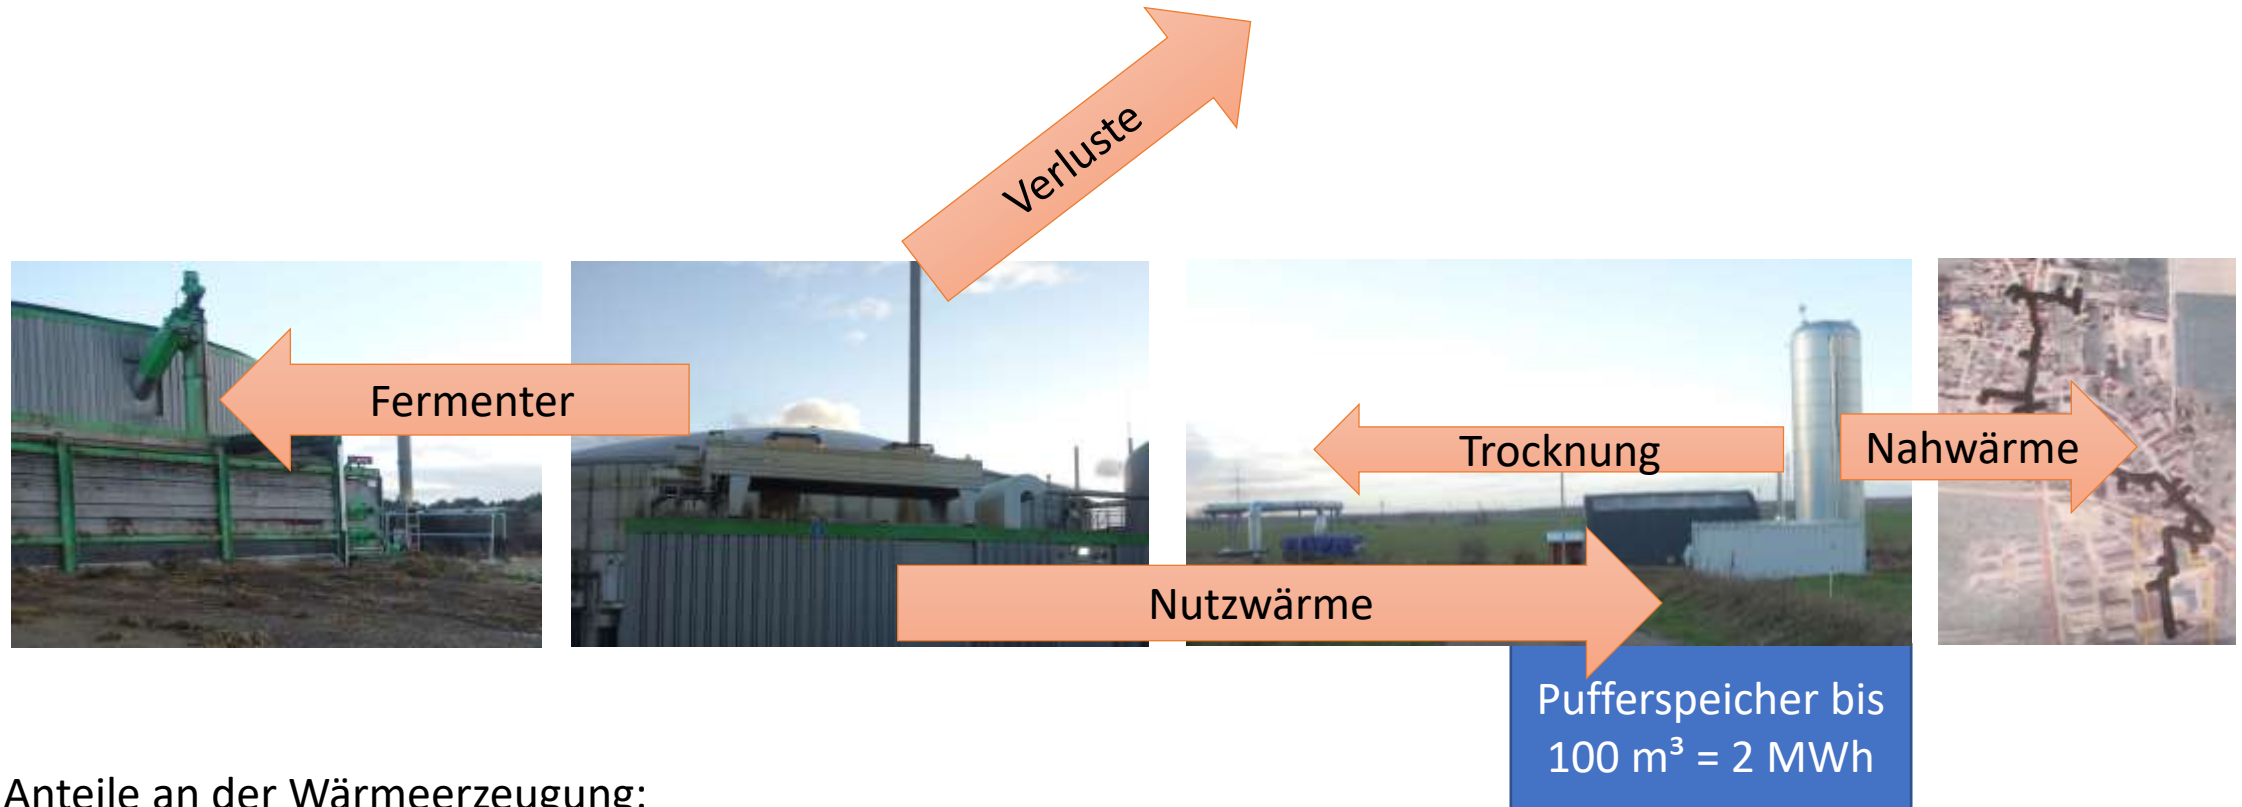 Verluste
Fermenter
Trocknung
Nahwärme
Nutzwärme
Pufferspeicher bis
100 m³ = 2 MWh
Anteile an der Wärmeerzeugung: